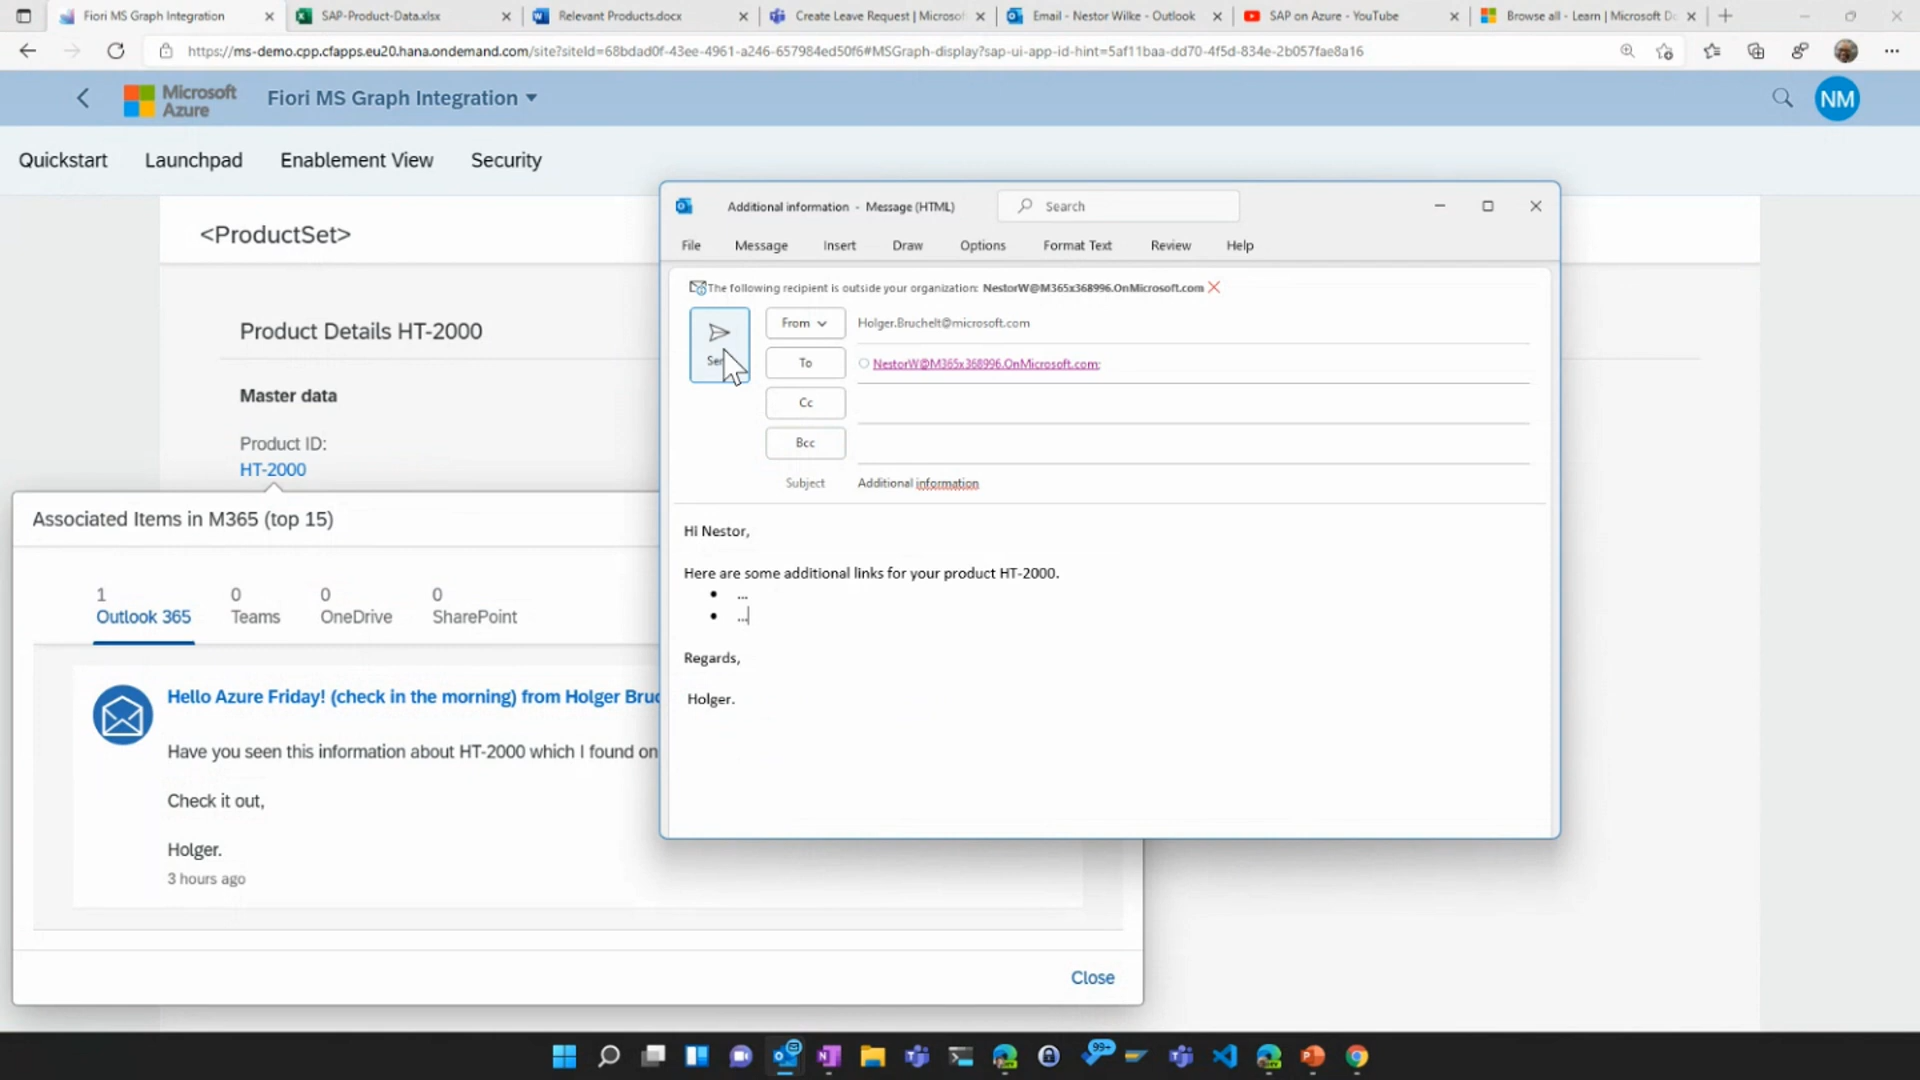 Fiori MS Graph Integration
SAP-Product-Data.xlsx
Relevant Products.docx
Create Leave Request | Microsof
Email - Nestor Wilke - Outlook
SAP on Azure - YouTube
Browse all - Learn | Microsoft Do
https://ms-demo.cpp.cfapps.eu20.hana.ondemand.com/site?siteId=68bdad0f-43ee-4961-a246-657984ed50f6#MSGraph-display?sap-ui-app-id-hint=5af11baa-dd70-4f5d-834e-2b057fae8a16
Microsoft
Azure
Fiori MS Graph Integration
NM
Quickstart
Launchpad
Enablement View
Security
<ProductSet>
Product Details HT-2000
Master data
Product ID:
HT-2000
Associated Items in M365 (top 15)
1
Outlook 365
0
Teams
0
OneDrive
0
SharePoint
Hello Azure Friday! (check in the morning) from Holger Bruc
Have you seen this information about HT-2000 which I found on
Check it out,
Holger.
3 hours ago
Close
Additional information - Message (HTML)
Search
File
Message
Insert
Draw
Options
Format Text
Review
Help
The following recipient is outside your organization: NestorW@M365x368996.OnMicrosoft.com
Sen
From
Holger.Bruchelt@microsoft.com
To
NestorW@M365x368996.OnMicrosoft.com;
Cc
Bcc
Subject
Additional information
Hi Nestor,
Here are some additional links for your product HT-2000.
• ...
• ...
Regards,
Holger.
99+